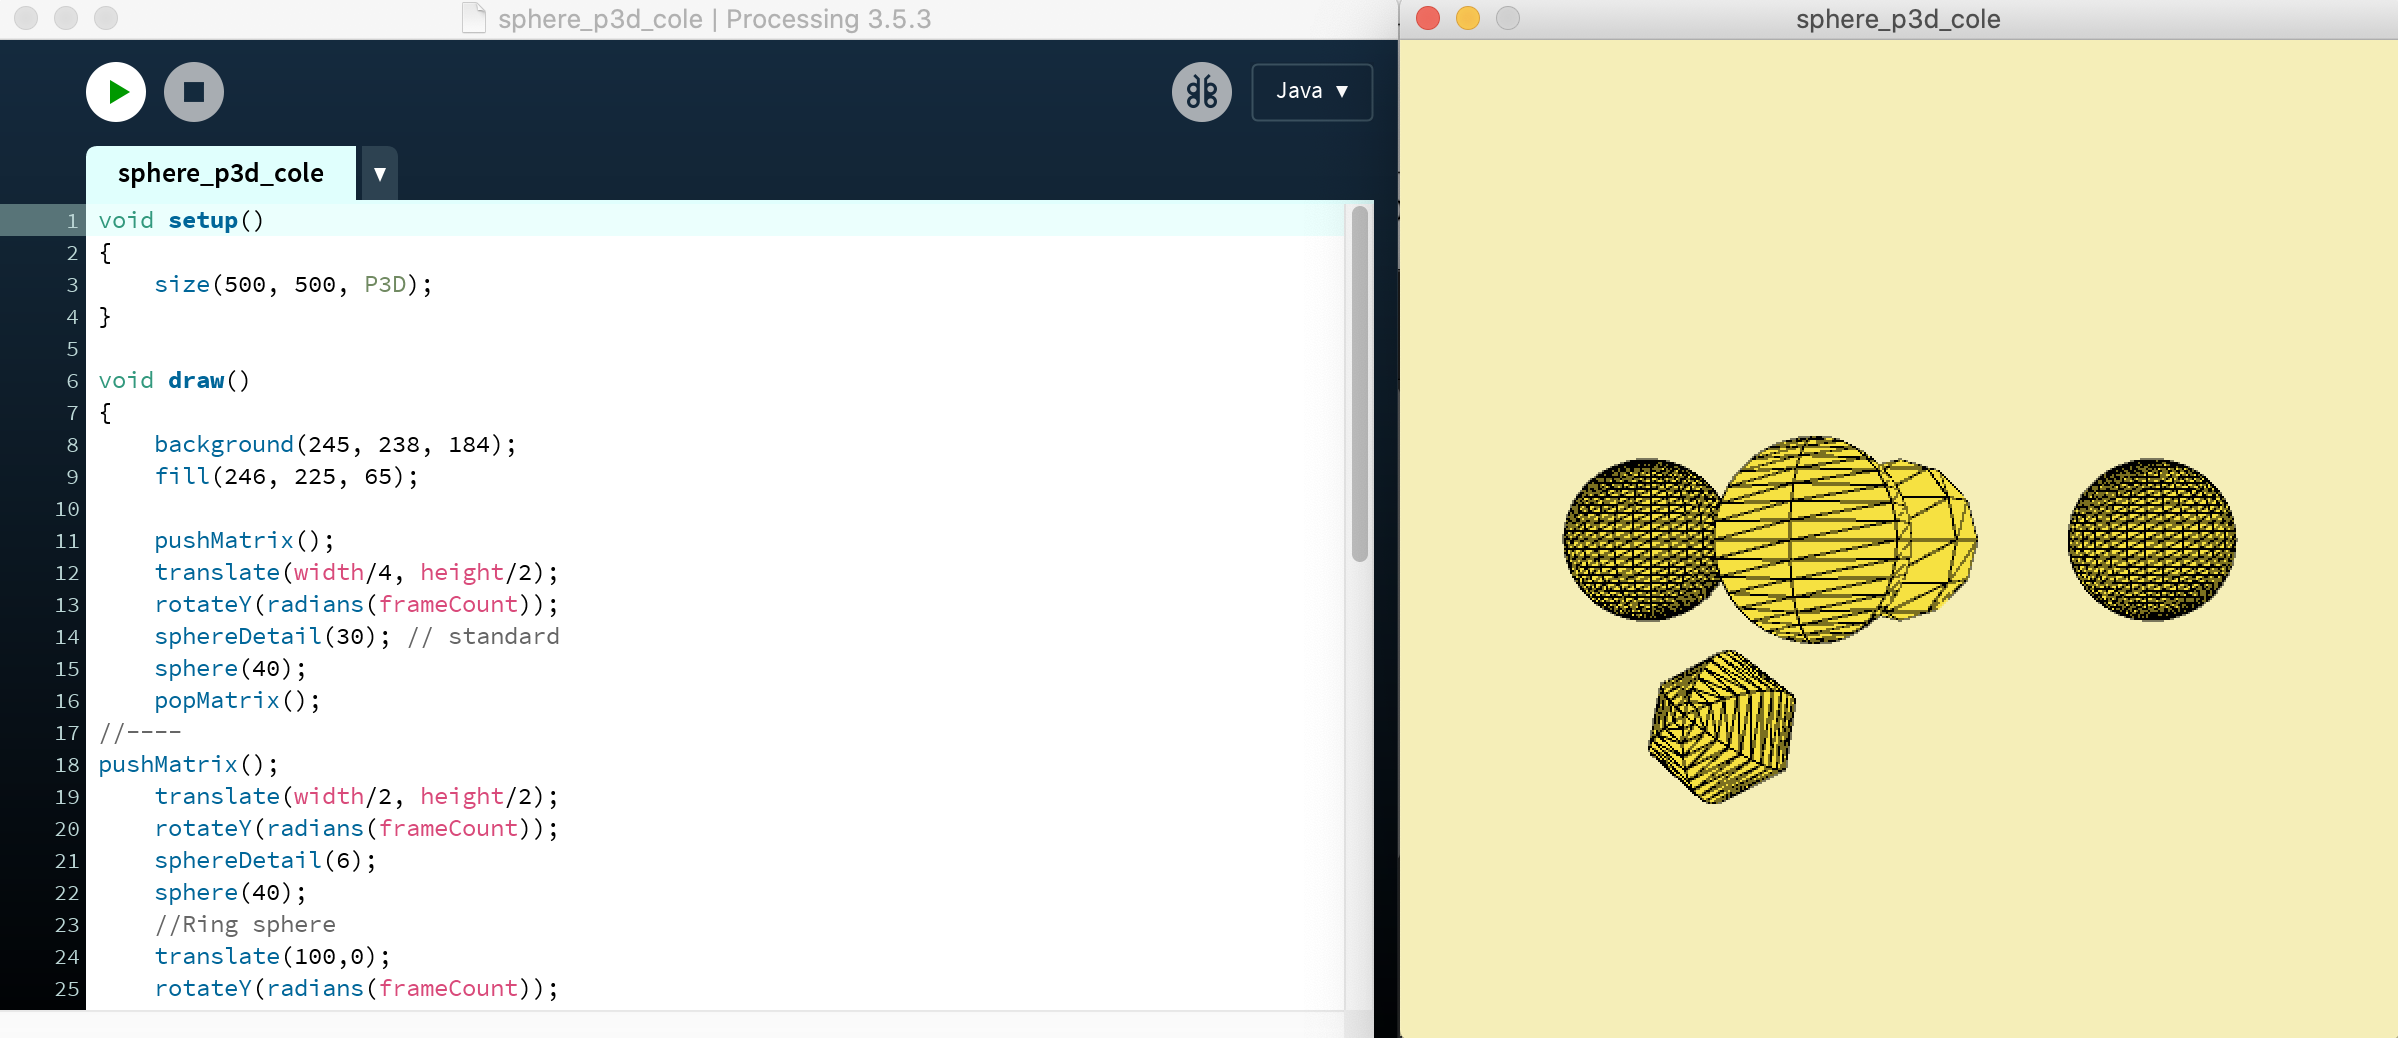 sphere_p3d_cole | Processing 3.5.3
Java ▼
sphere_p3d_cole ▼
1 void setup()
2 {
3     size(500, 500, P3D);
4 }
5
6 void draw()
7 {
8     background(245, 238, 184);
9     fill(246, 225, 65);
10
11     pushMatrix();
12     translate(width/4, height/2);
13     rotateY(radians(frameCount));
14     sphereDetail(30); // standard
15     sphere(40);
16     popMatrix();
17 //----
18 pushMatrix();
19     translate(width/2, height/2);
20     rotateY(radians(frameCount));
21     sphereDetail(6);
22     sphere(40);
23     //Ring sphere
24     translate(100,0);
25     rotateY(radians(frameCount));
sphere_p3d_cole